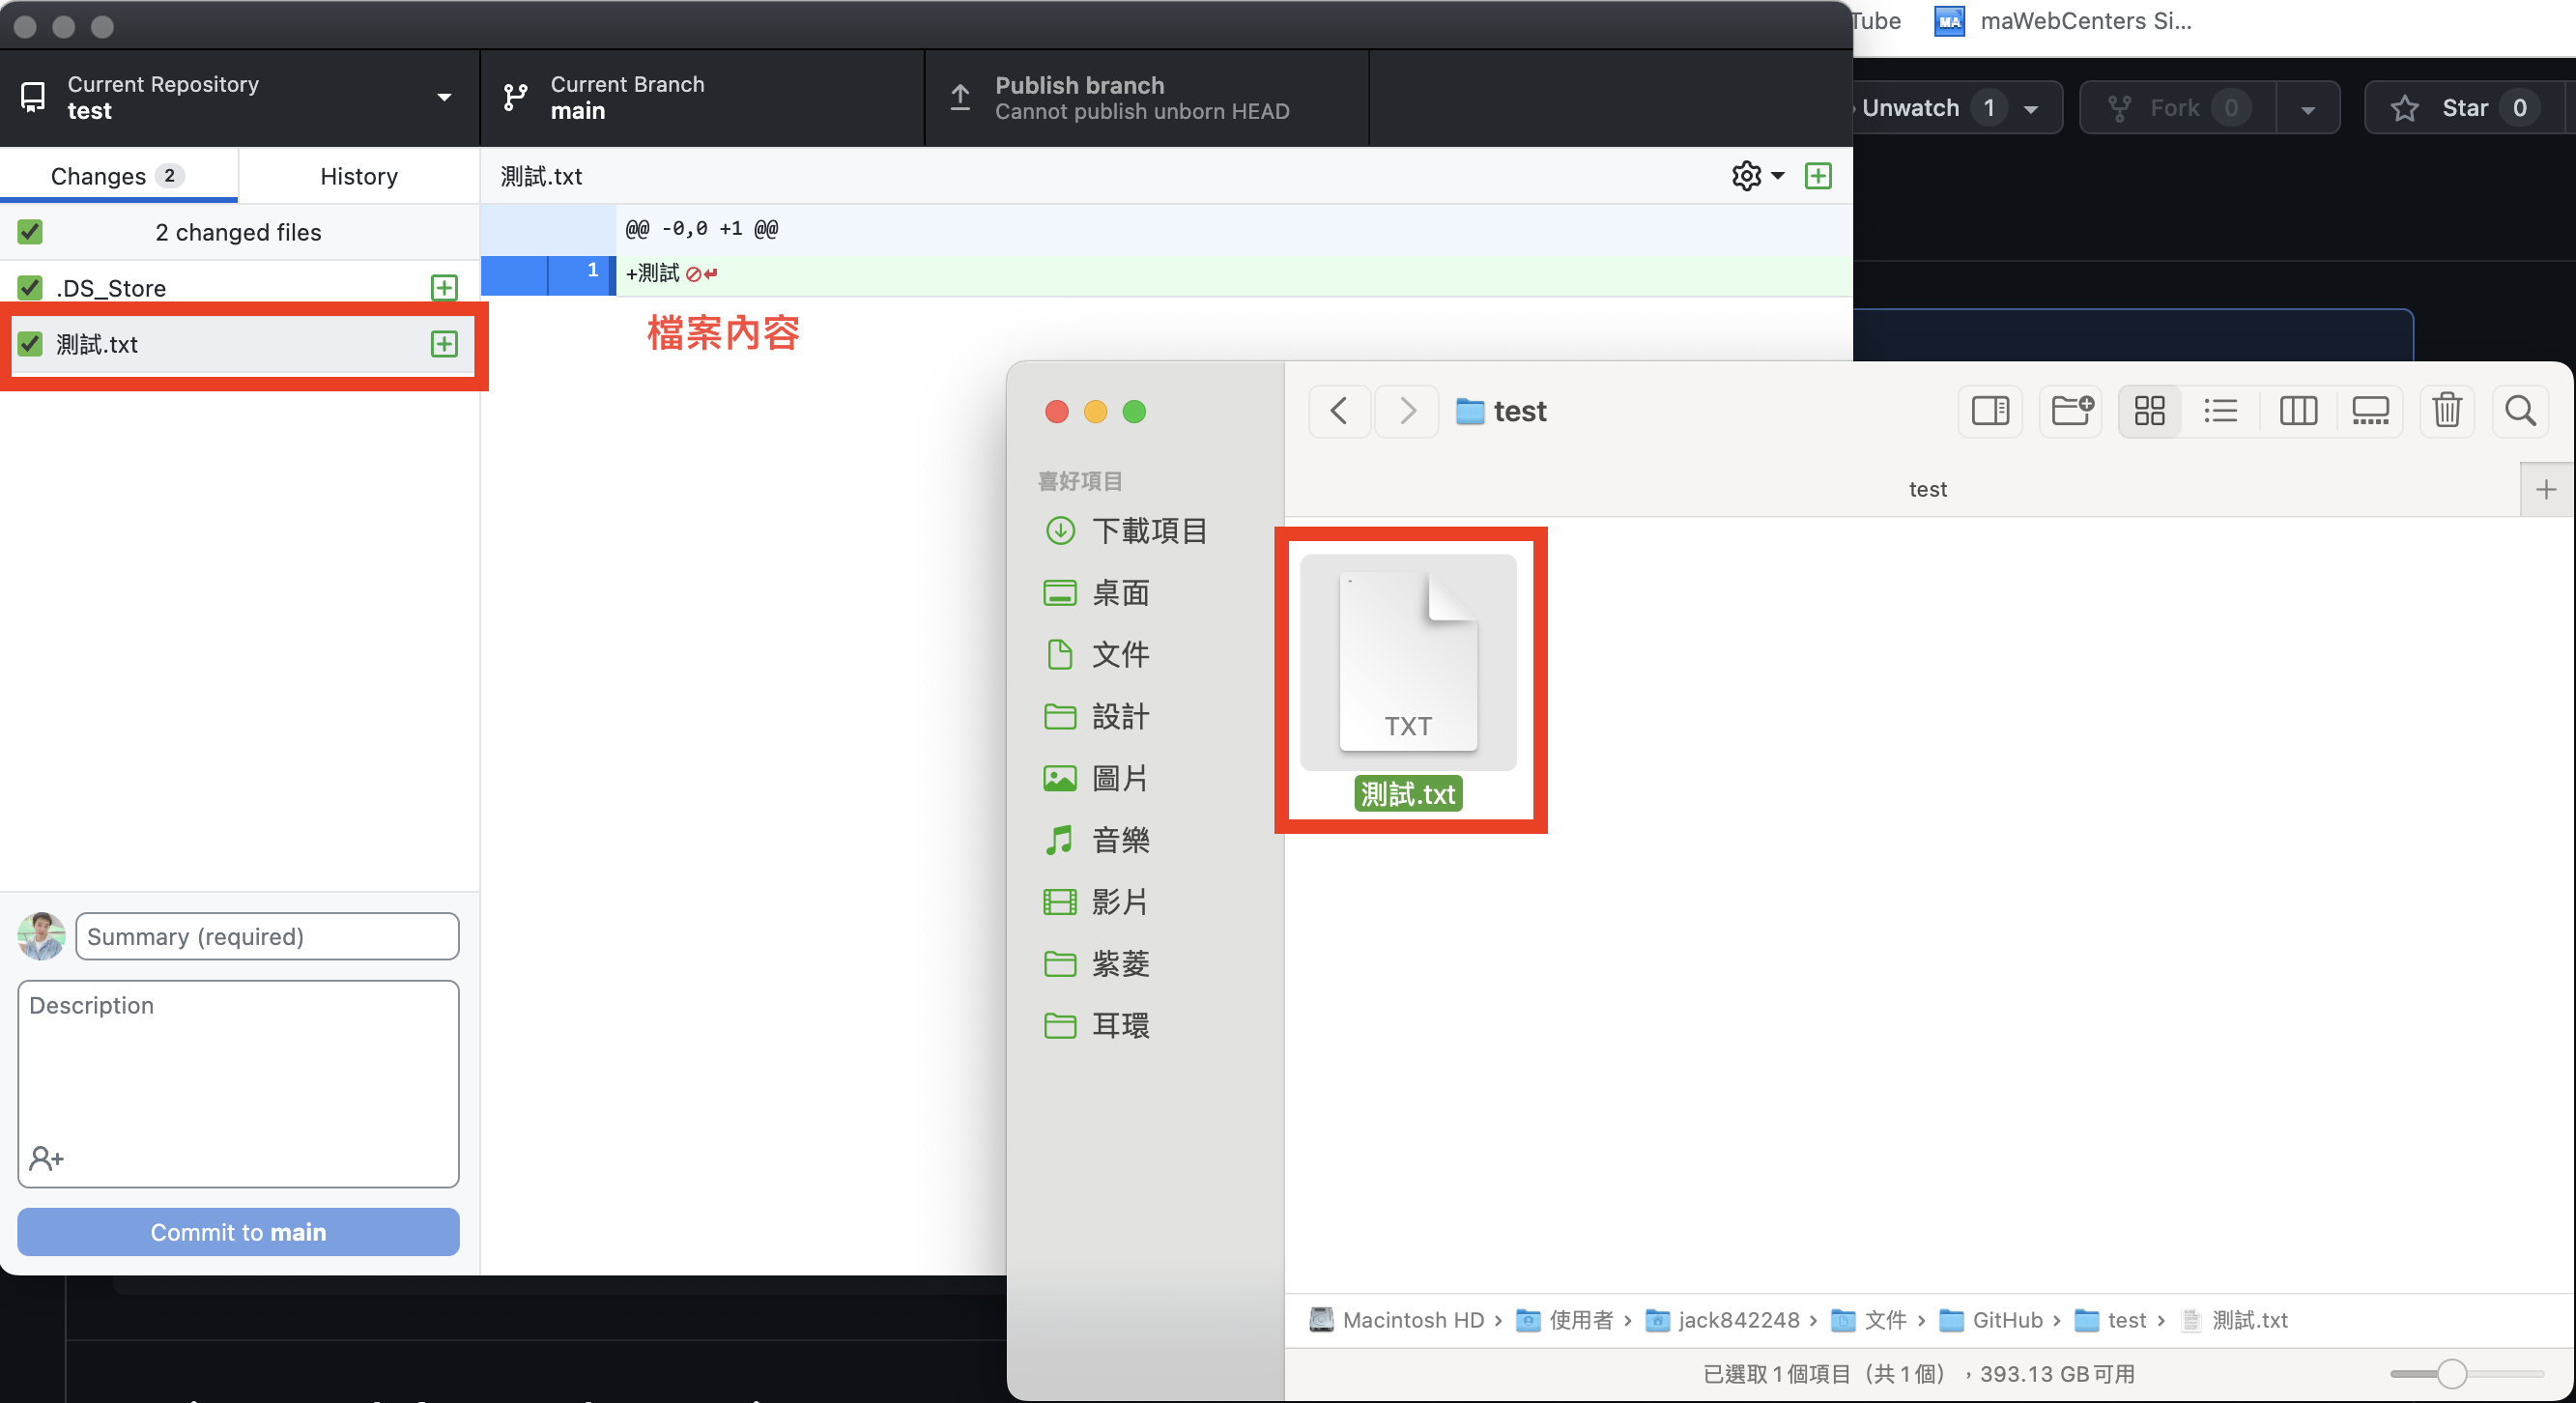 Tube
maWebCenters Si...
Current Repository
test
Current Branch
main
Publish branch
Cannot publish unborn HEAD
Unwatch 1
Fork 0
Star 0
Changes 2
History
測試.txt
2 changed files
@@ -0,0 +1 @@
1 +測試
.DS_Store
測試.txt
檔案內容
test
test
喜好項目
下載項目
桌面
文件
設計
圖片
音樂
影片
紫菱
耳環
TXT
測試.txt
Summary (required)
Description
Commit to main
Macintosh HD › 使用者 › jack842248 › 文件 › GitHub › test › 測試.txt
已選取 1 個項目（共 1 個），393.13 GB 可用